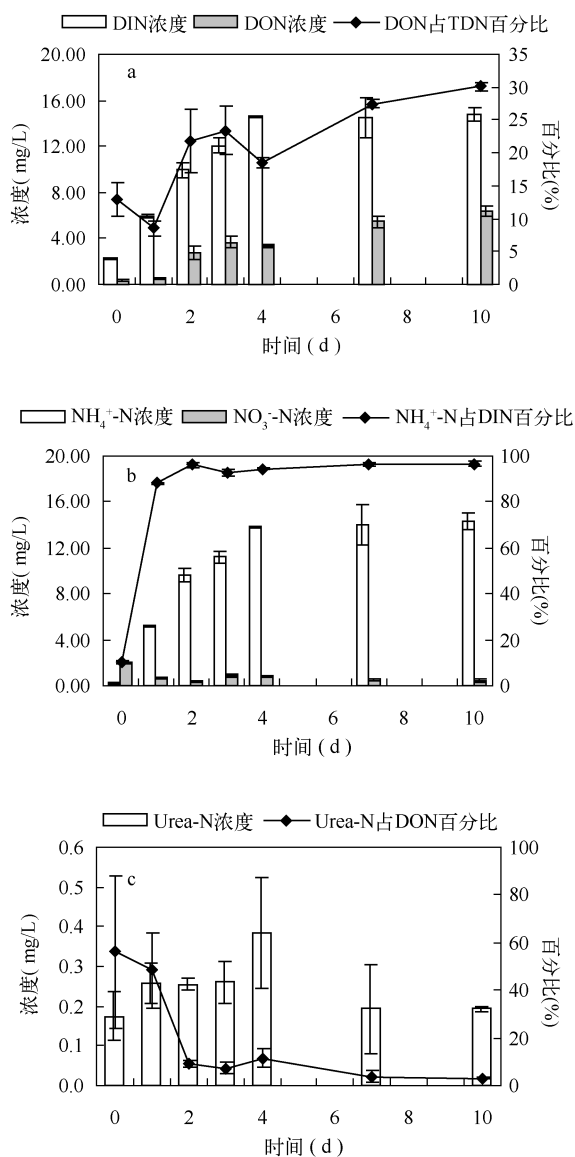 DIN浓度 DON浓度 DON占TDN百分比
a
20.00 16.00 12.00 8.00 4.00 0.00
浓度(mg/L)
35 30 25 20 15 10 5 0
百分比(%)
0 2 4 6 8 10
时间(d)
NH₄⁺-N浓度 NO₃⁻-N浓度 NH₄⁺-N占DIN百分比
b
20.00 16.00 12.00 8.00 4.00 0.00
浓度(mg/L)
100 80 60 40 20 0
百分比(%)
0 2 4 6 8 10
时间(d)
Urea-N浓度 Urea-N占DON百分比
c
0.6 0.5 0.4 0.3 0.2 0.1 0.0
浓度(mg/L)
100 80 60 40 20 0
百分比(%)
0 2 4 6 8 10
时间(d)